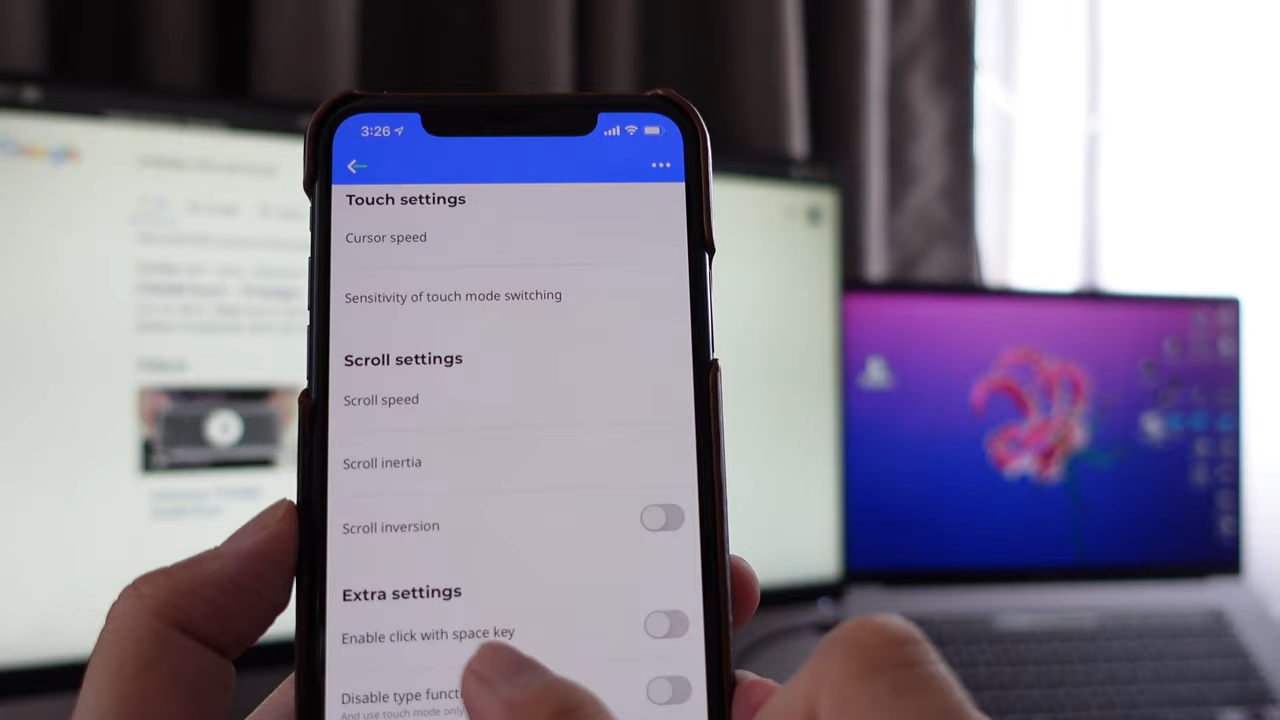 Google
3:26
Touch settings
Cursor speed
Sensitivity of touch mode switching
Scroll settings
Scroll speed
Scroll inertia
Scroll inversion
Extra settings
Enable click with space key
Disable type
And use touch mode only